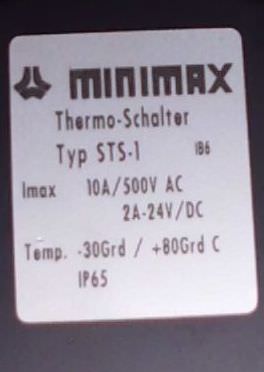 MINIMAX
Thermo-Schalter
Typ STS-1 IB6
Imax 10A/500V AC
2A-24V/DC
Temp. -30Grd / +80Grd C
IP65